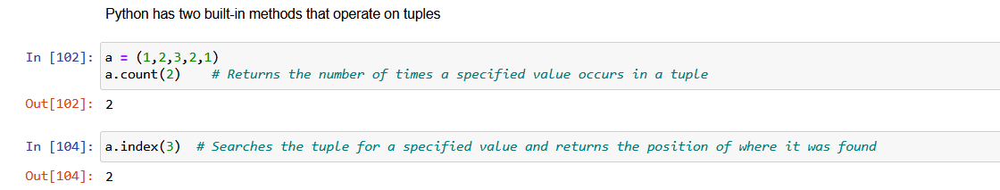 Python has two built-in methods that operate on tuples
In [102]: a = (1,2,3,2,1)
a.count(2)    # Returns the number of times a specified value occurs in a tuple
Out[102]: 2
In [104]: a.index(3)  # Searches the tuple for a specified value and returns the position of where it was found
Out[104]: 2